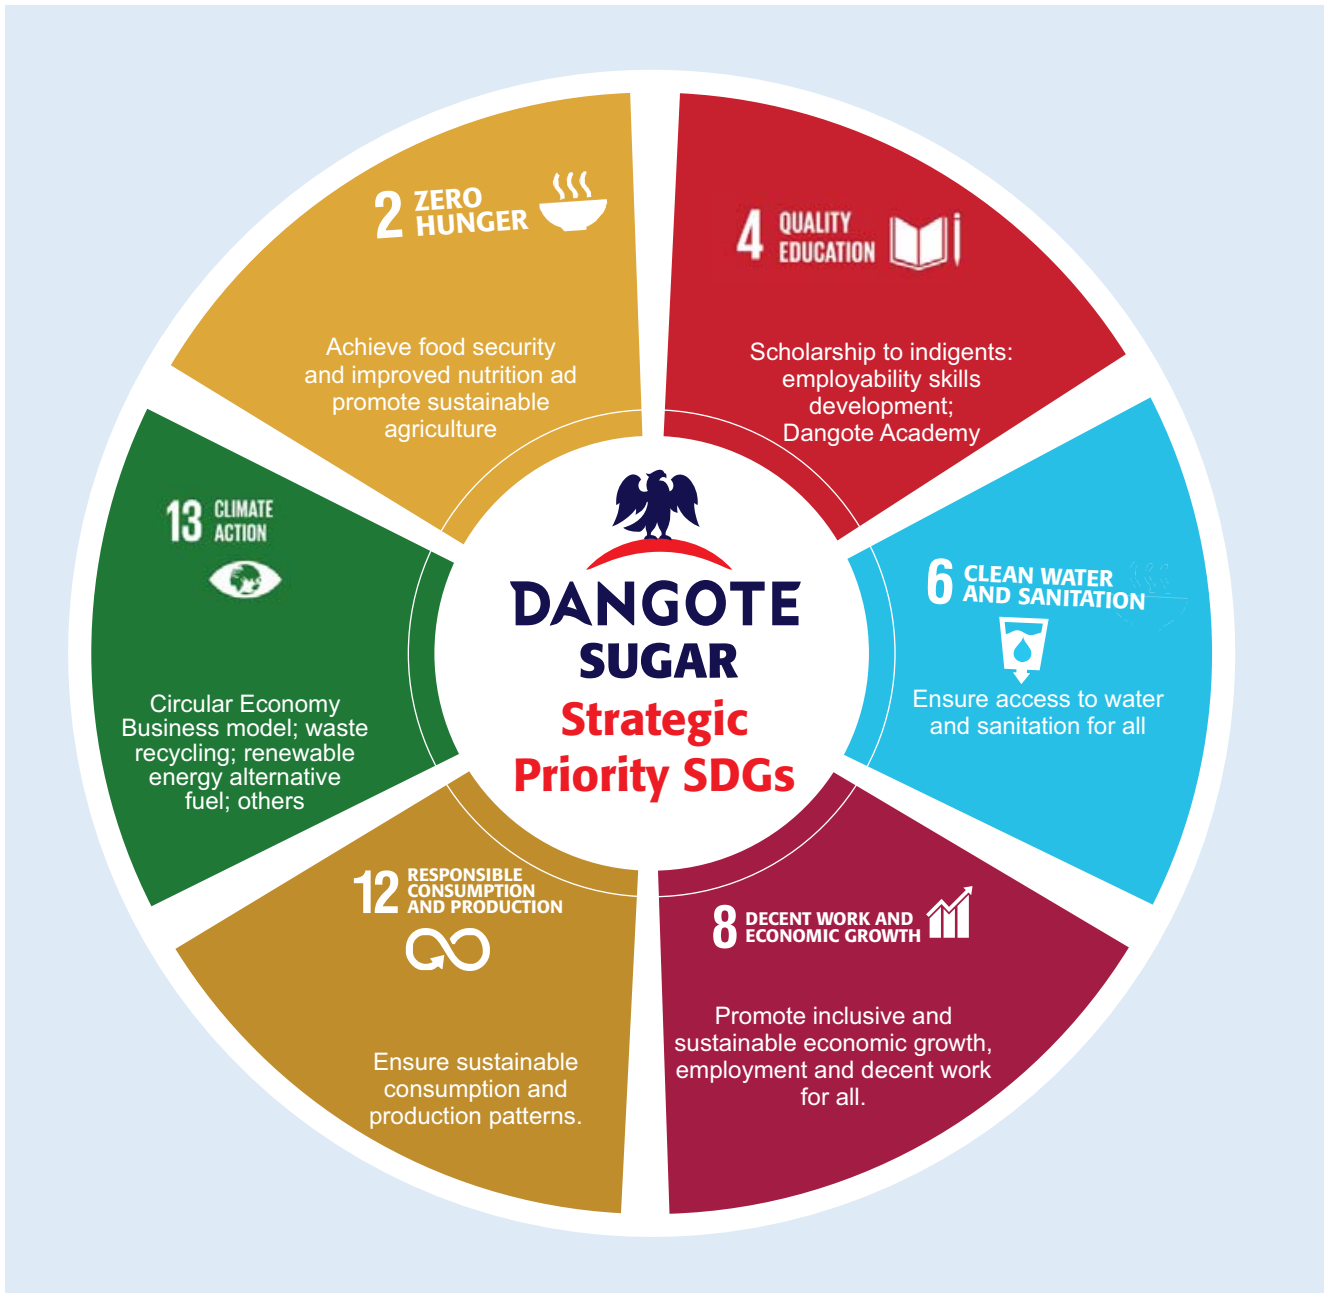 2 ZERO
HUNGER
Achieve food security
and improved nutrition ad
promote sustainable
agriculture
4 QUALITY
EDUCATION
Scholarship to indigents:
employability skills
development;
Dangote Academy
6 CLEAN WATER
AND SANITATION
Ensure access to water
and sanitation for all
8 DECENT WORK AND
ECONOMIC GROWTH
Promote inclusive and
sustainable economic growth,
employment and decent work
for all.
12 RESPONSIBLE
CONSUMPTION
AND PRODUCTION
Ensure sustainable
consumption and
production patterns.
13 CLIMATE
ACTION
Circular Economy
Business model; waste
recycling; renewable
energy alternative
fuel; others
DANGOTE
SUGAR
Strategic
Priority SDGs